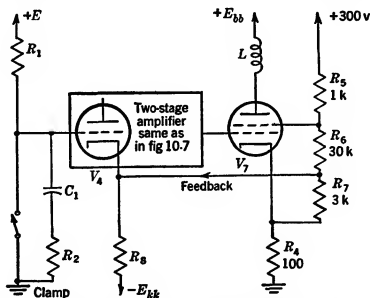 +E
R1
+Ebb
L
+300 v
Two-stage
amplifier
same as
in fig 10·7
R5
1 k
R6
30 k
V4
V7
C1
Feedback
R7
3 k
R2
R8
R4
100
Clamp
-Ekk